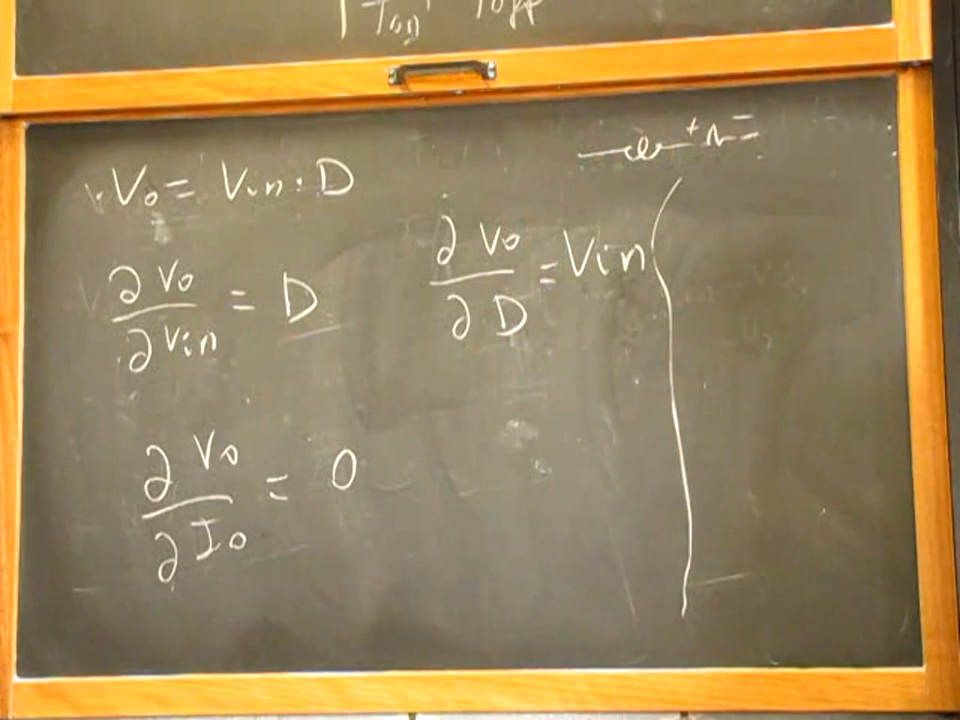 Ton Toff
Vo = Vin · D
∂Vo/∂Vin = D
∂Vo/∂D = Vin
∂Vo/∂Io = 0